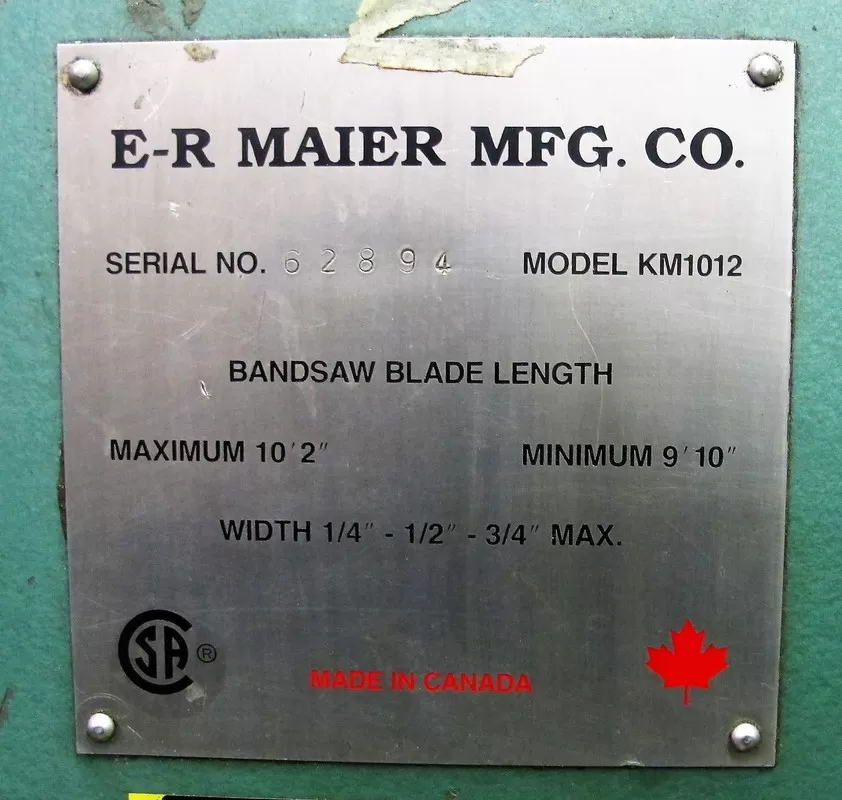 E-R MAIER MFG. CO.
SERIAL NO. 62894 MODEL KM1012
BANDSAW BLADE LENGTH
MAXIMUM 10'2" MINIMUM 9'10"
WIDTH 1/4" - 1/2" - 3/4" MAX.
CSA ®
MADE IN CANADA